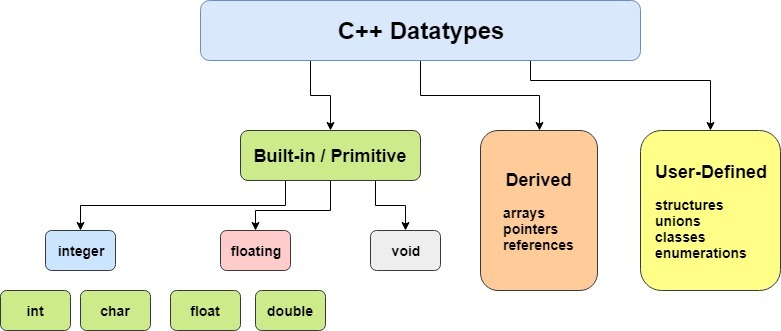 C++ Datatypes
Built-in / Primitive
Derived
arrays
pointers
references
User-Defined
structures
unions
classes
enumerations
integer
floating
void
int
char
float
double